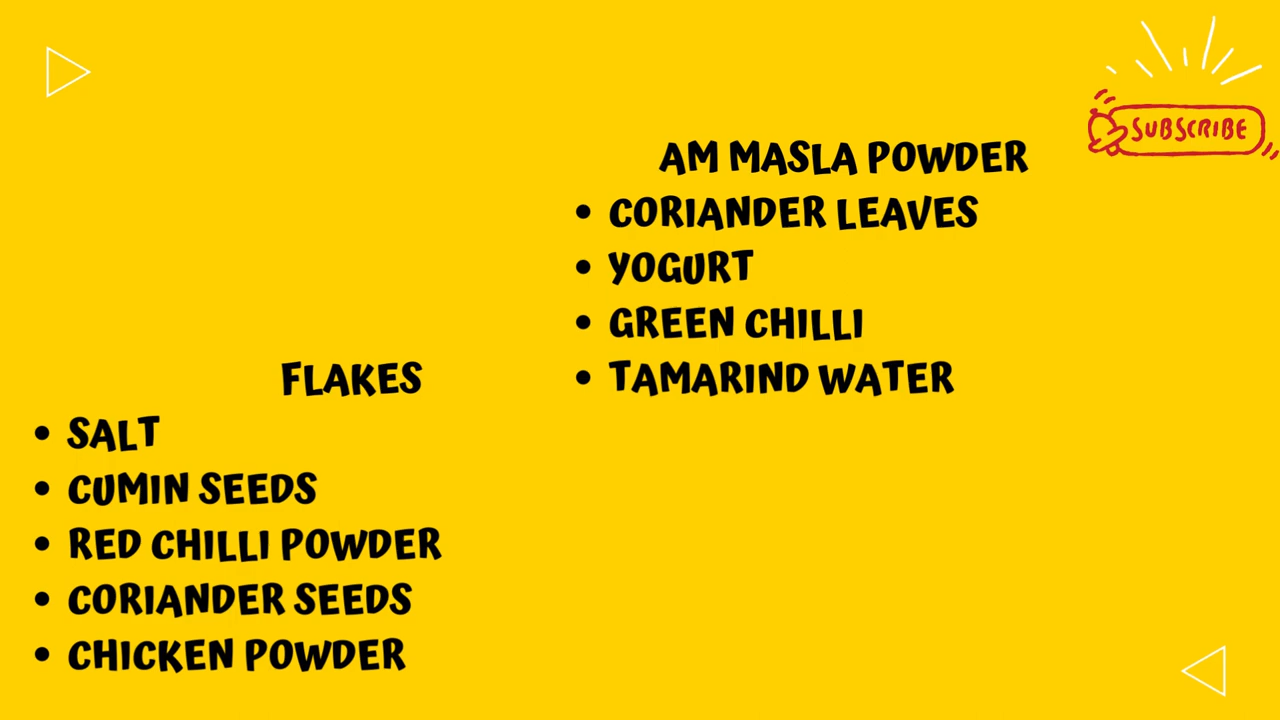 FLAKES
• SALT
• CUMIN SEEDS
• RED CHILLI POWDER
• CORIANDER SEEDS
• CHICKEN POWDER
AM MASLA POWDER
• CORIANDER LEAVES
• YOGURT
• GREEN CHILLI
• TAMARIND WATER
SUBSCRIBE